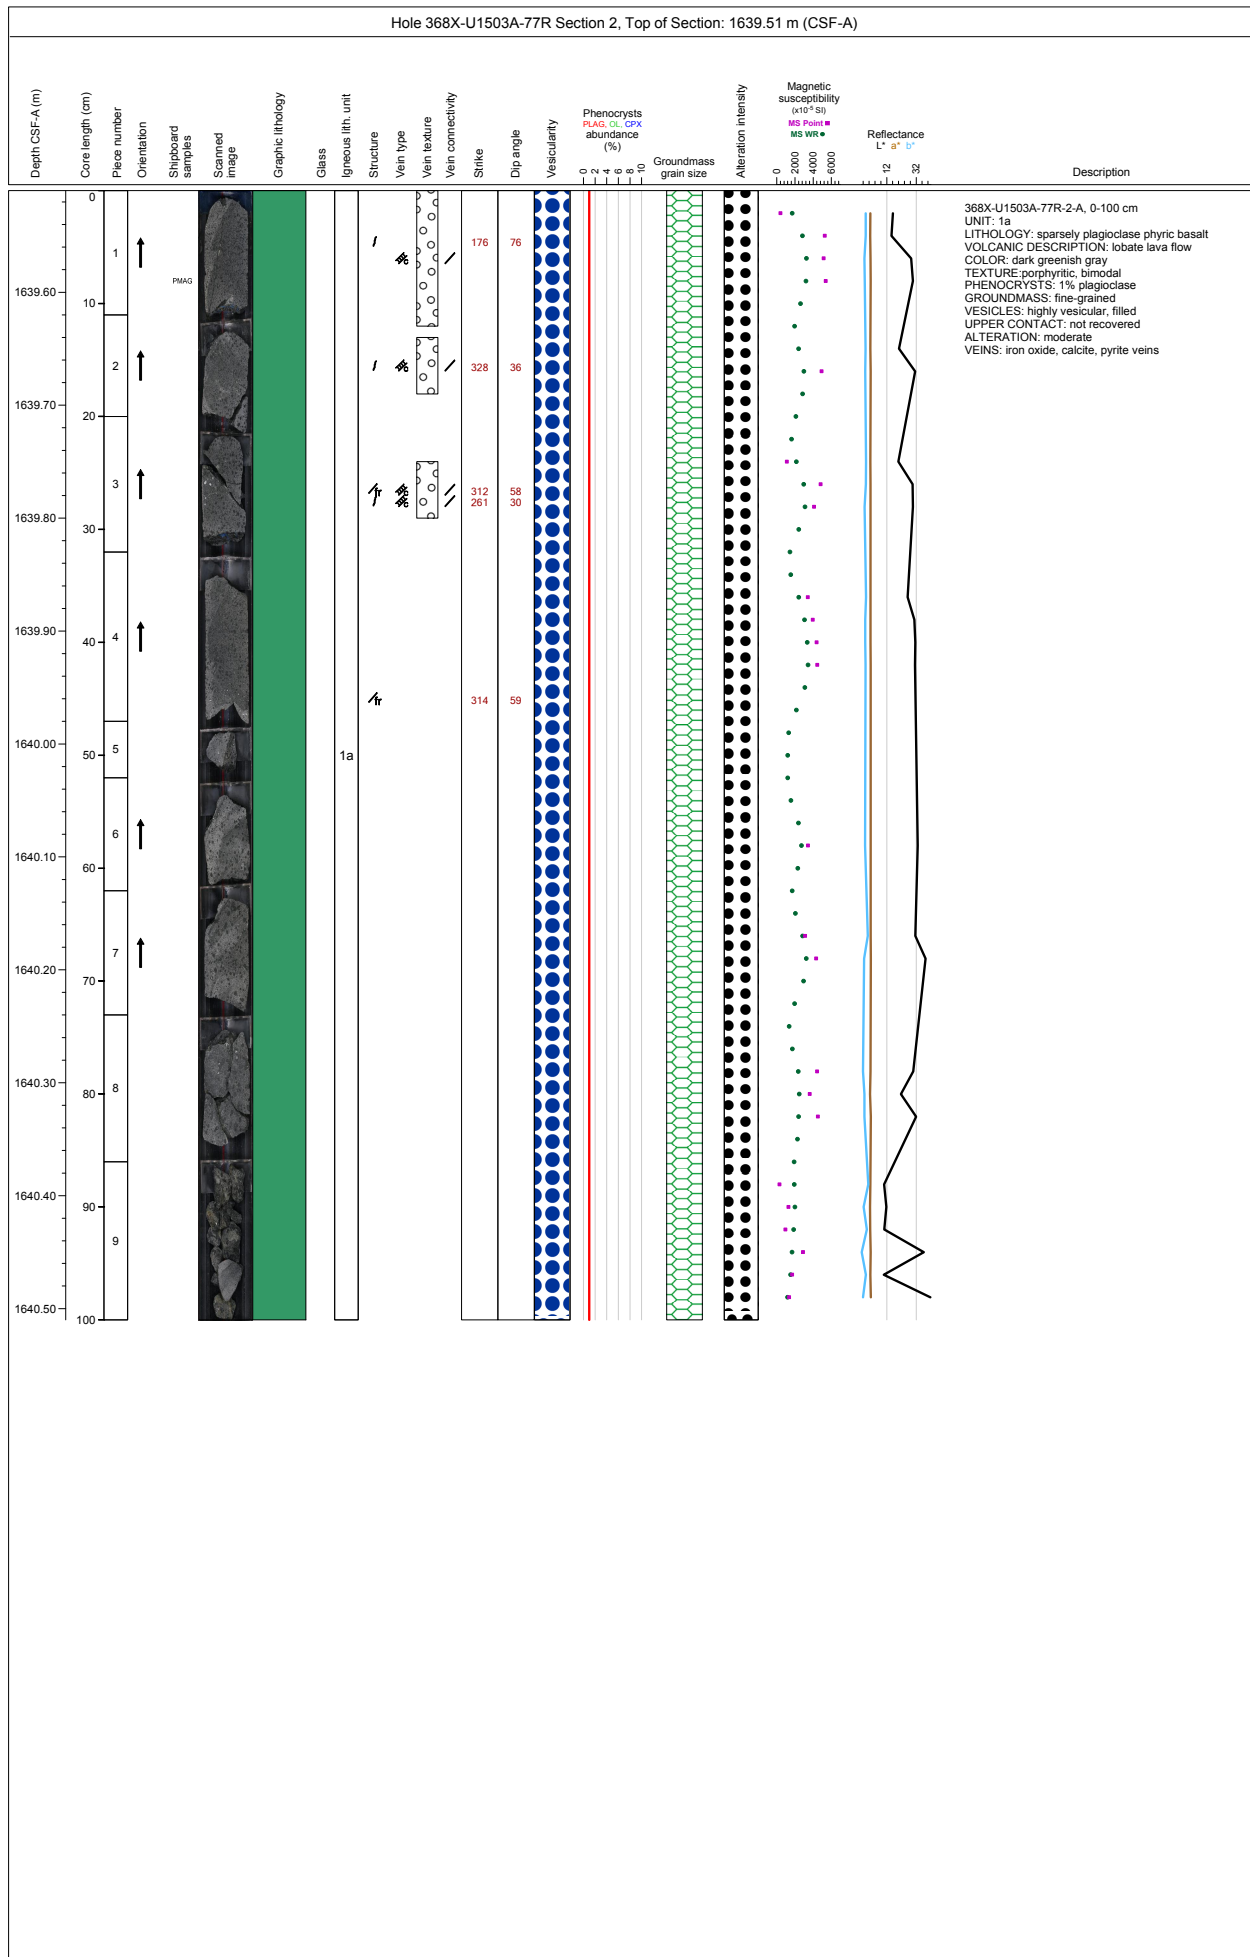 Hole 368X-U1503A-77R Section 2, Top of Section: 1639.51 m (CSF-A)
Depth CSF-A (m)
Core length (cm)
Piece number
Orientation
Shipboard samples
Scanned image
Graphic lithology
Glass
Igneous lith. unit
Structure
Vein type
Vein texture
Vein connectivity
Strike
Dip angle
Vesicularity
Phenocrysts
PLAG, OL, CPX
abundance
(%)
0 2 4 6 8 10
Groundmass
grain size
Alteration intensity
Magnetic
susceptibility
(x10-5 SI)
MS Point
MS WR
0 2000 4000 6000
Reflectance
L* a* b*
12 32
Description
368X-U1503A-77R-2-A, 0-100 cm
UNIT: 1a
LITHOLOGY: sparsely plagioclase phyric basalt
VOLCANIC DESCRIPTION: lobate lava flow
COLOR: dark greenish gray
TEXTURE:porphyritic, bimodal
PHENOCRYSTS: 1% plagioclase
GROUNDMASS: fine-grained
VESICLES: highly vesicular, filled
UPPER CONTACT: not recovered
ALTERATION: moderate
VEINS: iron oxide, calcite, pyrite veins
0
176 76
1
c
PMAG
1639.60
10
2
c
328 36
1639.70
20
3
fr c 312 58
c 261 30
1639.80
30
1639.90
4
40
fr 314 59
1640.00
5
50
1a
6
1640.10
60
7
1640.20
70
1640.30
8
80
1640.40
90
9
1640.50
100